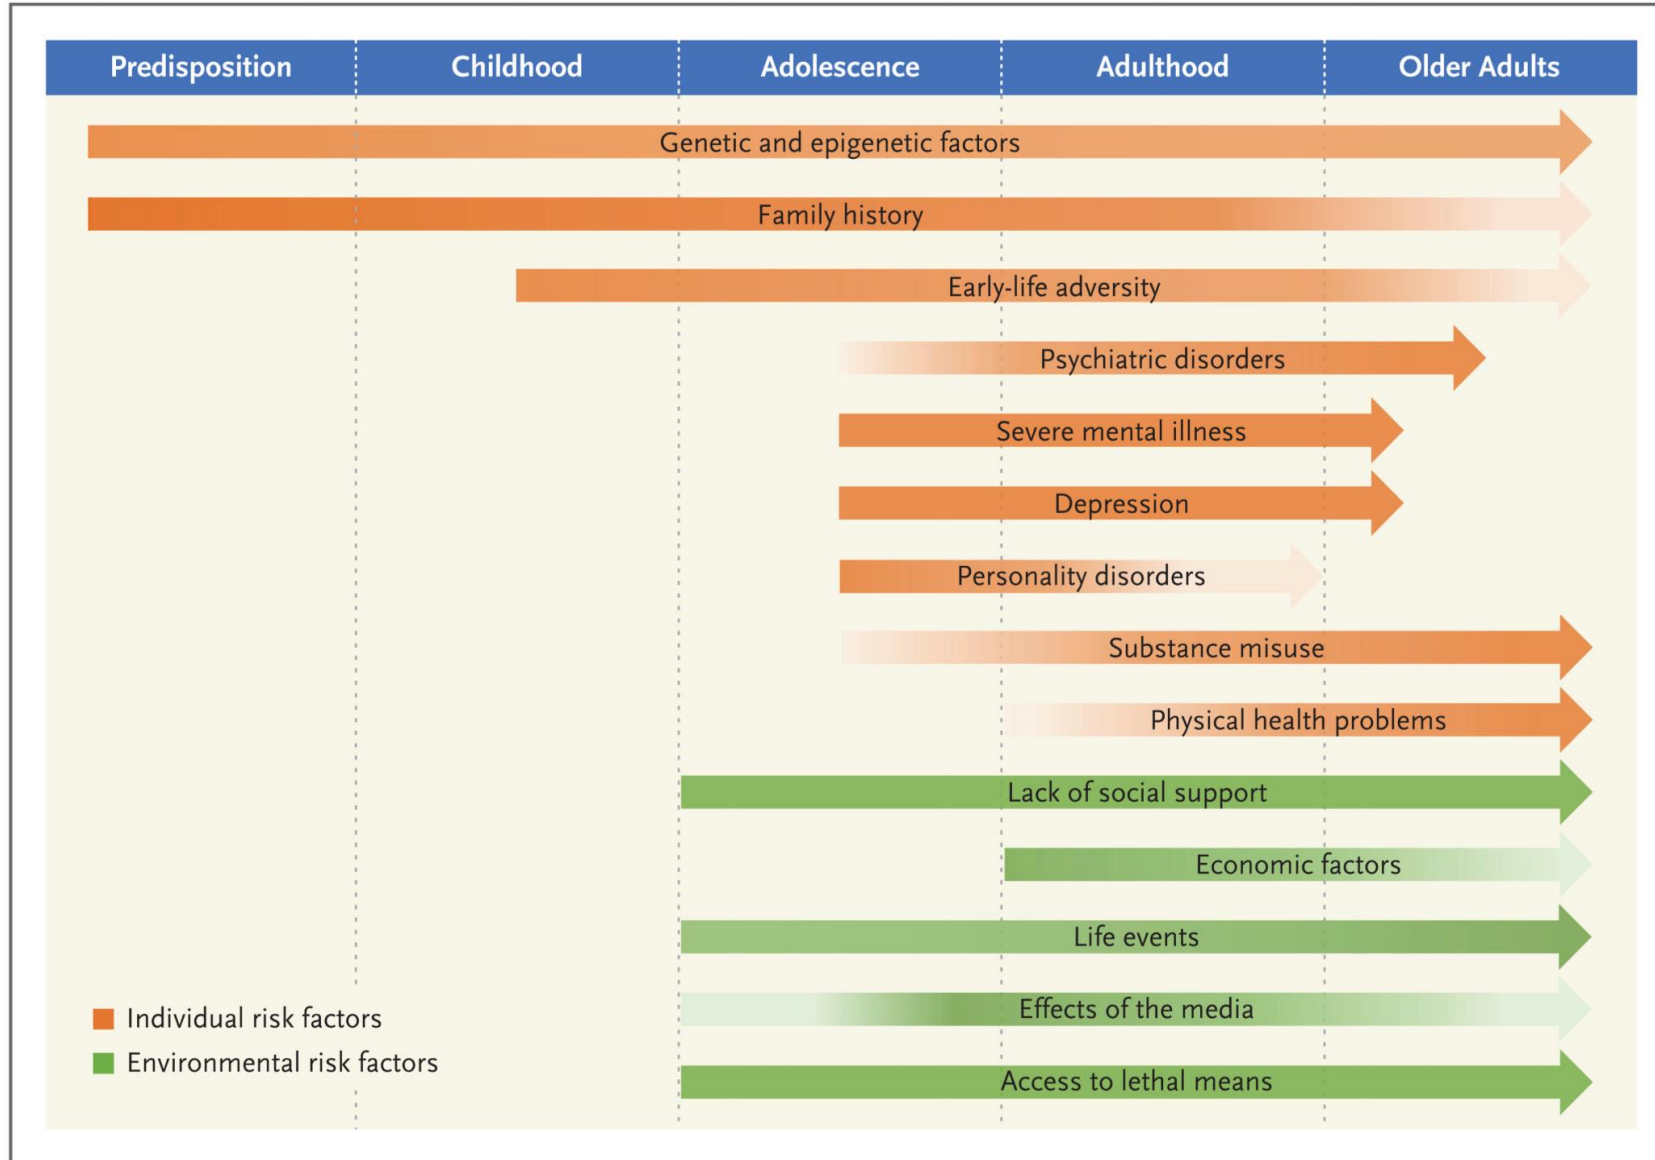 Predisposition
Childhood
Adolescence
Adulthood
Older Adults
Genetic and epigenetic factors
Family history
Early-life adversity
Psychiatric disorders
Severe mental illness
Depression
Personality disorders
Substance misuse
Physical health problems
Lack of social support
Economic factors
Life events
Effects of the media
Access to lethal means
Individual risk factors
Environmental risk factors